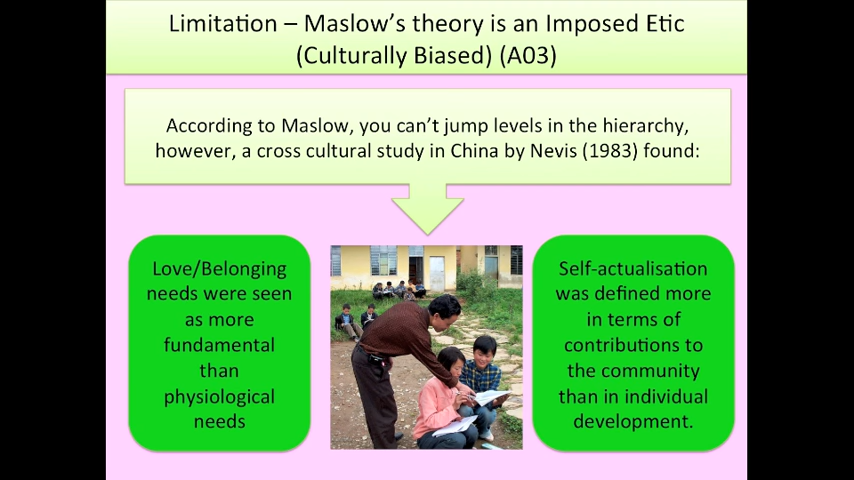 Limitation – Maslow’s theory is an Imposed Etic
(Culturally Biased) (A03)
According to Maslow, you can’t jump levels in the hierarchy,
however, a cross cultural study in China by Nevis (1983) found:
Love/Belonging
needs were seen
as more
fundamental
than
physiological
needs
Self-actualisation
was defined more
in terms of
contributions to
the community
than in individual
development.